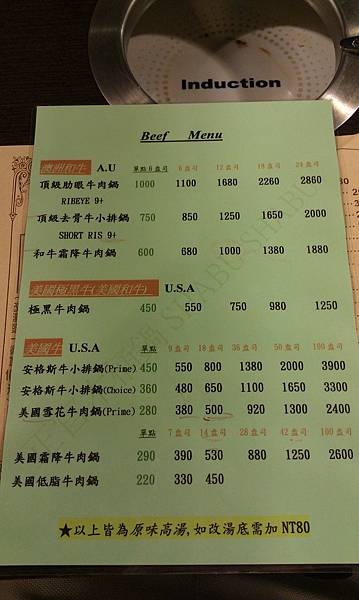 Induction
Beef Menu
澳洲和牛 A.U 單點6盎司 6盎司 12盎司 18盎司 24盎司
頂級肋眼牛肉鍋 1000 1100 1680 2260 2860
RIBEYE 9+
頂級去骨牛小排鍋 750 850 1250 1650 2000
SHORT RIS 9+
和牛霜降牛肉鍋 600 680 1000 1380 1880
美國極黑牛(美國和牛) U.S.A
極黑牛肉鍋 450 550 750 980 1250
美國牛 U.S.A 單點 9盎司 18盎司 36盎司 50盎司 100盎司
安格斯牛小排鍋(Prime) 450 550 800 1380 2000 3900
安格斯牛小排鍋(Choice) 360 480 650 1100 1650 3300
美國雪花牛肉鍋(Prime) 280 380 500 920 1300 2400
單點 7盎司 14盎司 28盎司 42盎司 100盎司
美國霜降牛肉鍋 290 390 530 880 1250 2600
美國低脂牛肉鍋 220 330 450
★以上皆為原味高湯,如改湯底需加 NT80